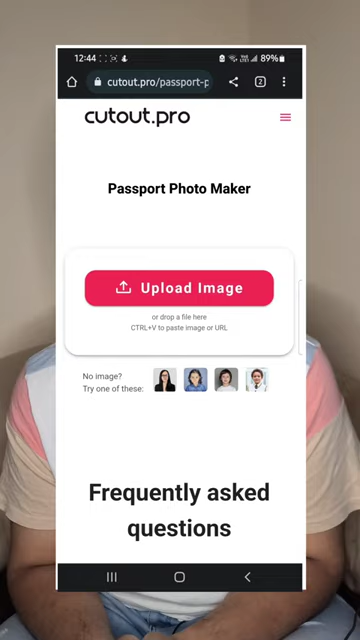 12:44
89%
cutout.pro/passport-p
2
cutout.pro
Passport Photo Maker
Upload Image
or drop a file here
CTRL+V to paste image or URL
No image?
Try one of these:
Frequently asked
questions